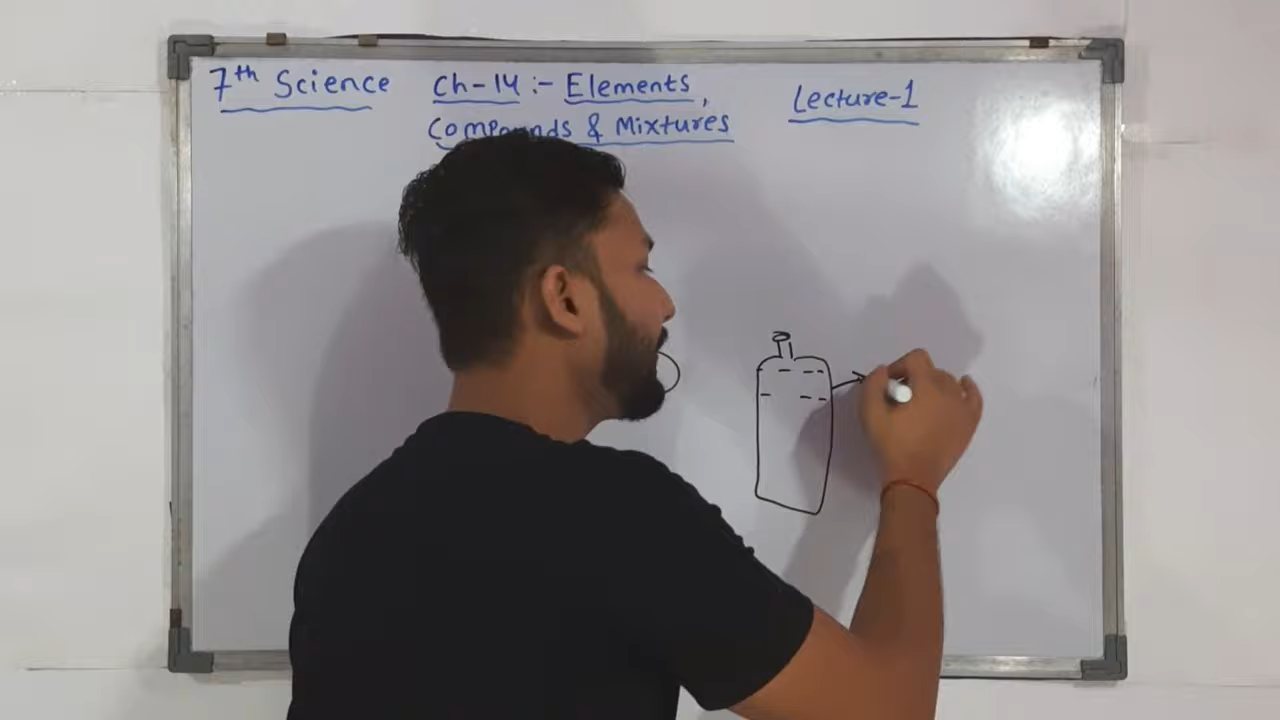 7th Science
Ch-14:- Elements,
Compounds & Mixtures
Lecture-1